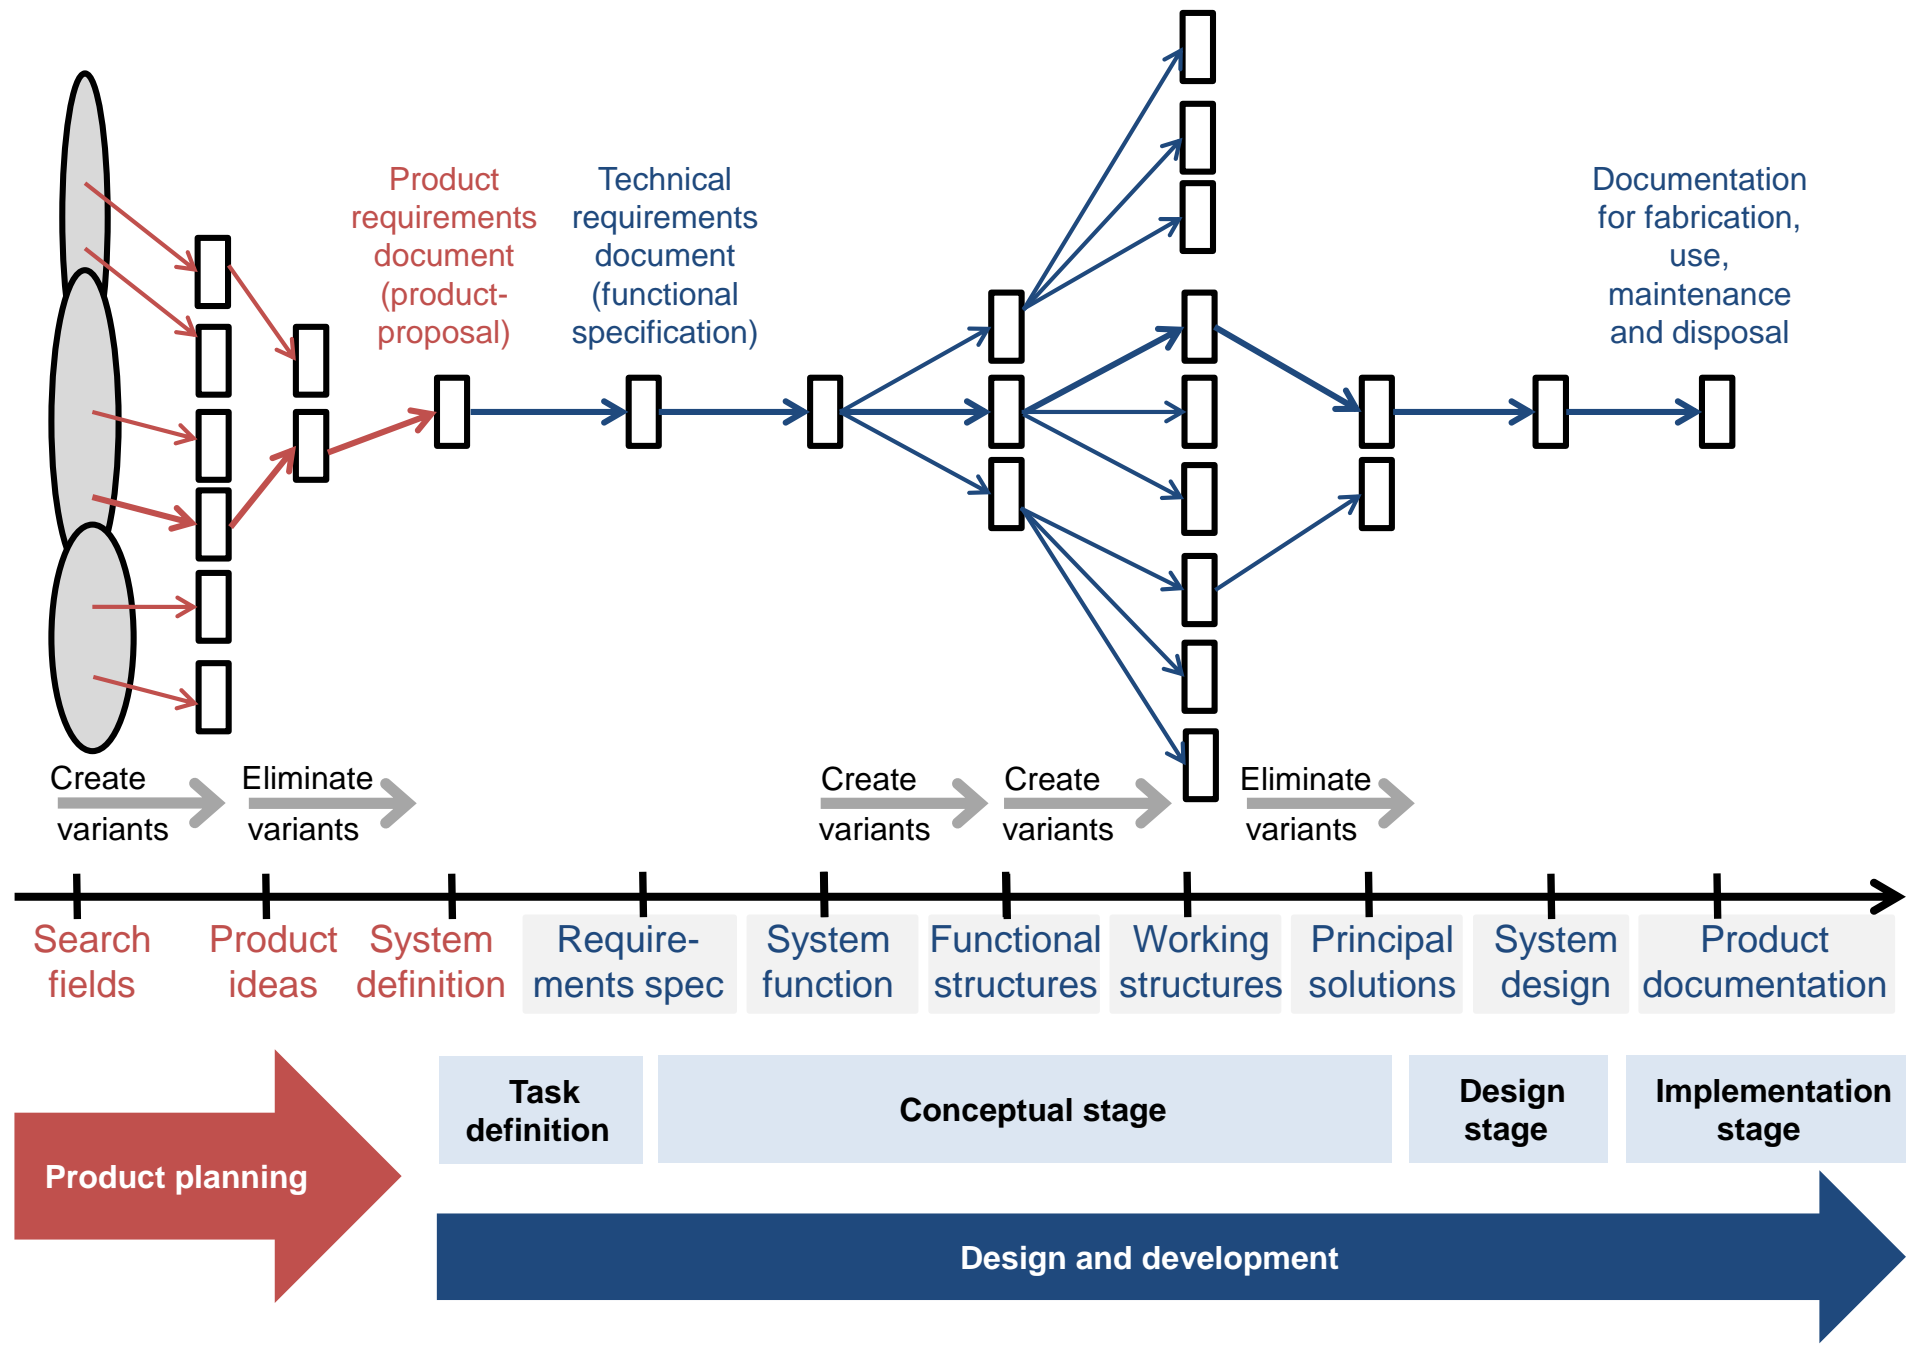 Product
requirements
document
(product-
proposal)
Technical
requirements
document
(functional
specification)
Documentation
for fabrication,
use,
maintenance
and disposal
Create
variants
Eliminate
variants
Create
variants
Create
variants
Eliminate
variants
Search
fields
Product
ideas
System
definition
Require-
ments spec
System
function
Functional
structures
Working
structures
Principal
solutions
System
design
Product
documentation
Task
definition
Conceptual stage
Design
stage
Implementation
stage
Product planning
Design and development